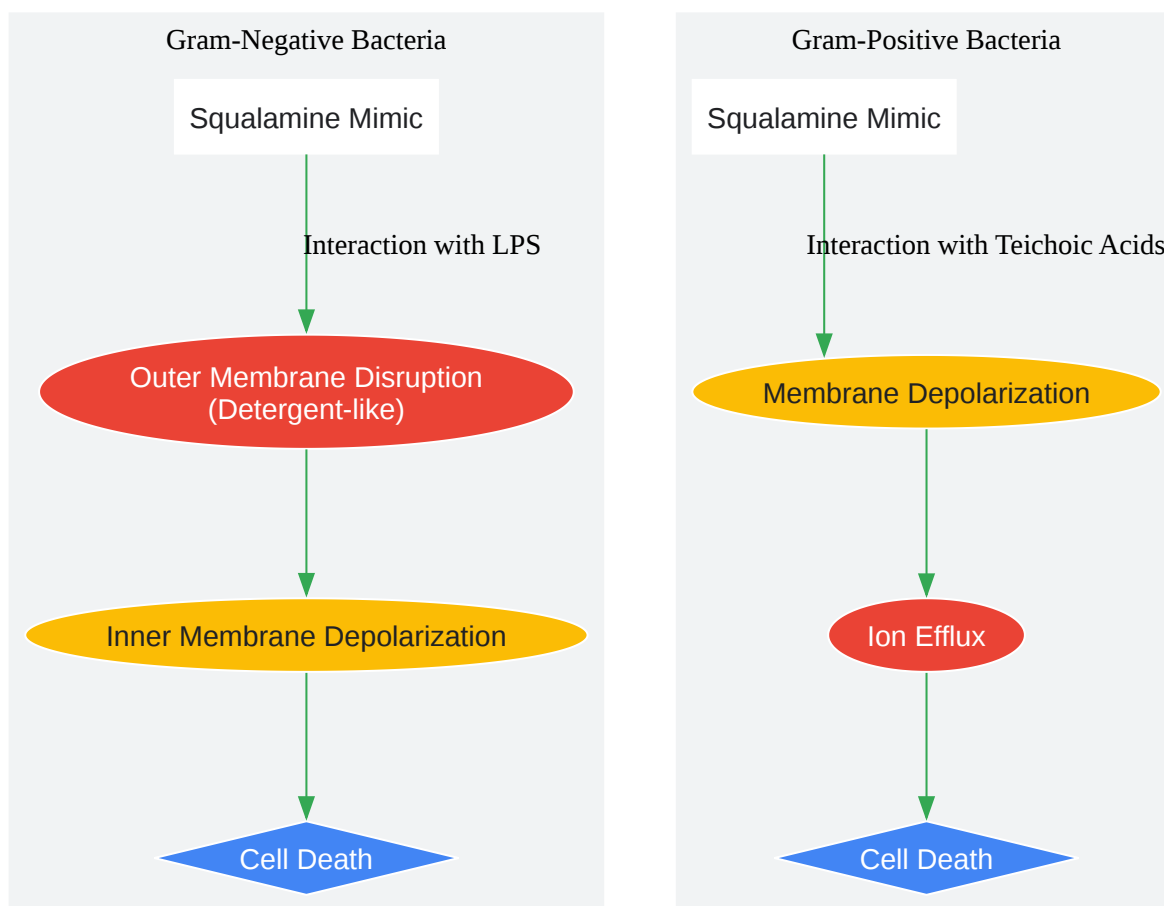 Gram-Negative Bacteria
Squalamine Mimic
Interaction with LPS
Outer Membrane Disruption
(Detergent-like)
Inner Membrane Depolarization
Cell Death
Gram-Positive Bacteria
Squalamine Mimic
Interaction with Teichoic Acids
Membrane Depolarization
Ion Efflux
Cell Death